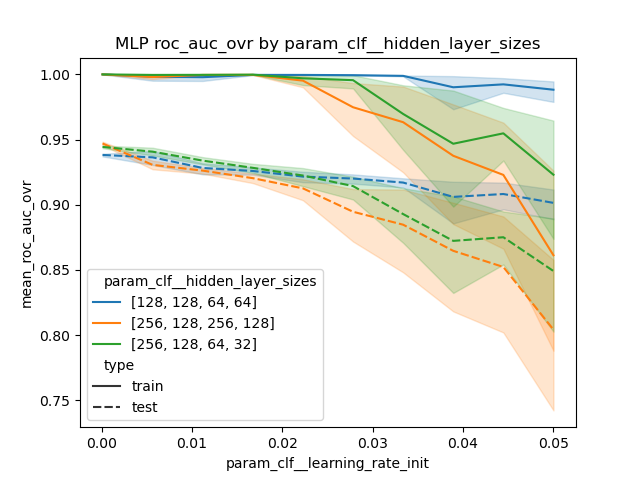 MLP roc_auc_ovr by param_clf__hidden_layer_sizes
mean_roc_auc_ovr
1.00
0.95
0.90
0.85
0.80
0.75
param_clf__hidden_layer_sizes
[128, 128, 64, 64]
[256, 128, 256, 128]
[256, 128, 64, 32]
type
train
test
0.00 0.01 0.02 0.03 0.04 0.05
param_clf__learning_rate_init